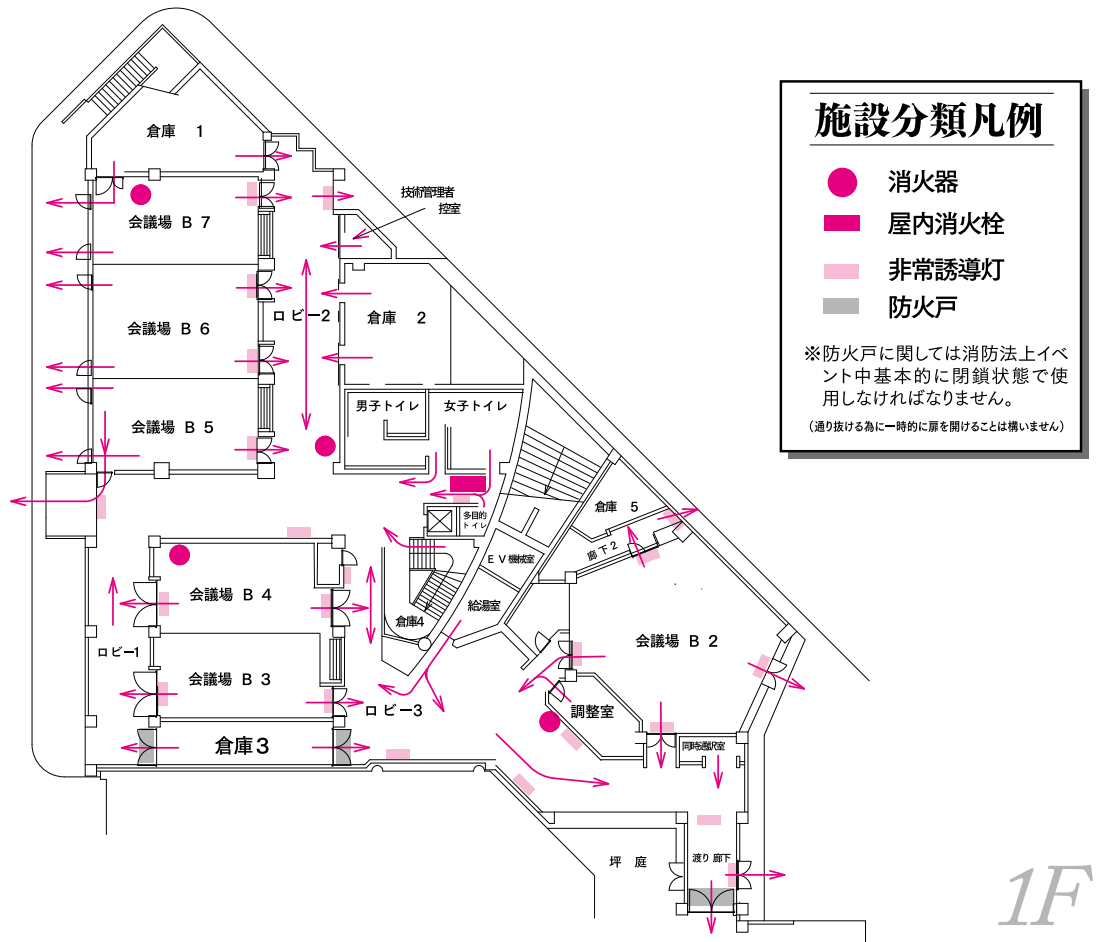 施設分類凡例
消火器
屋内消火栓
非常誘導灯
防火戸
※防火戸に関しては消防法上イベ
ント中基本的に閉鎖状態で使
用しなければなりません。
（通り抜ける為に一時的に扉を開けることは構いません）
倉庫 1
技術管理者
控室
会議場 B 7
ロビー2
倉庫 2
会議場 B 6
男子トイレ
女子トイレ
会議場 B 5
多目的
トイレ
倉庫 5
廊下2
EV機械室
会議場 B 4
給湯室
倉庫4
会議場 B 2
ロビー1
会議場 B 3
ロビー3
調整室
倉庫3
同時通訳室
坪 庭
渡り廊下
1F